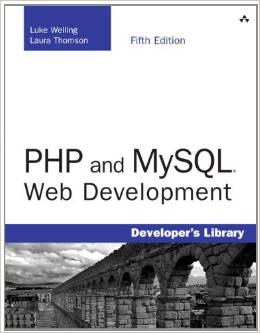 Luke Welling
Laura Thomson
Fifth Edition
PHP and MySQL®
Web Development
Developer's Library